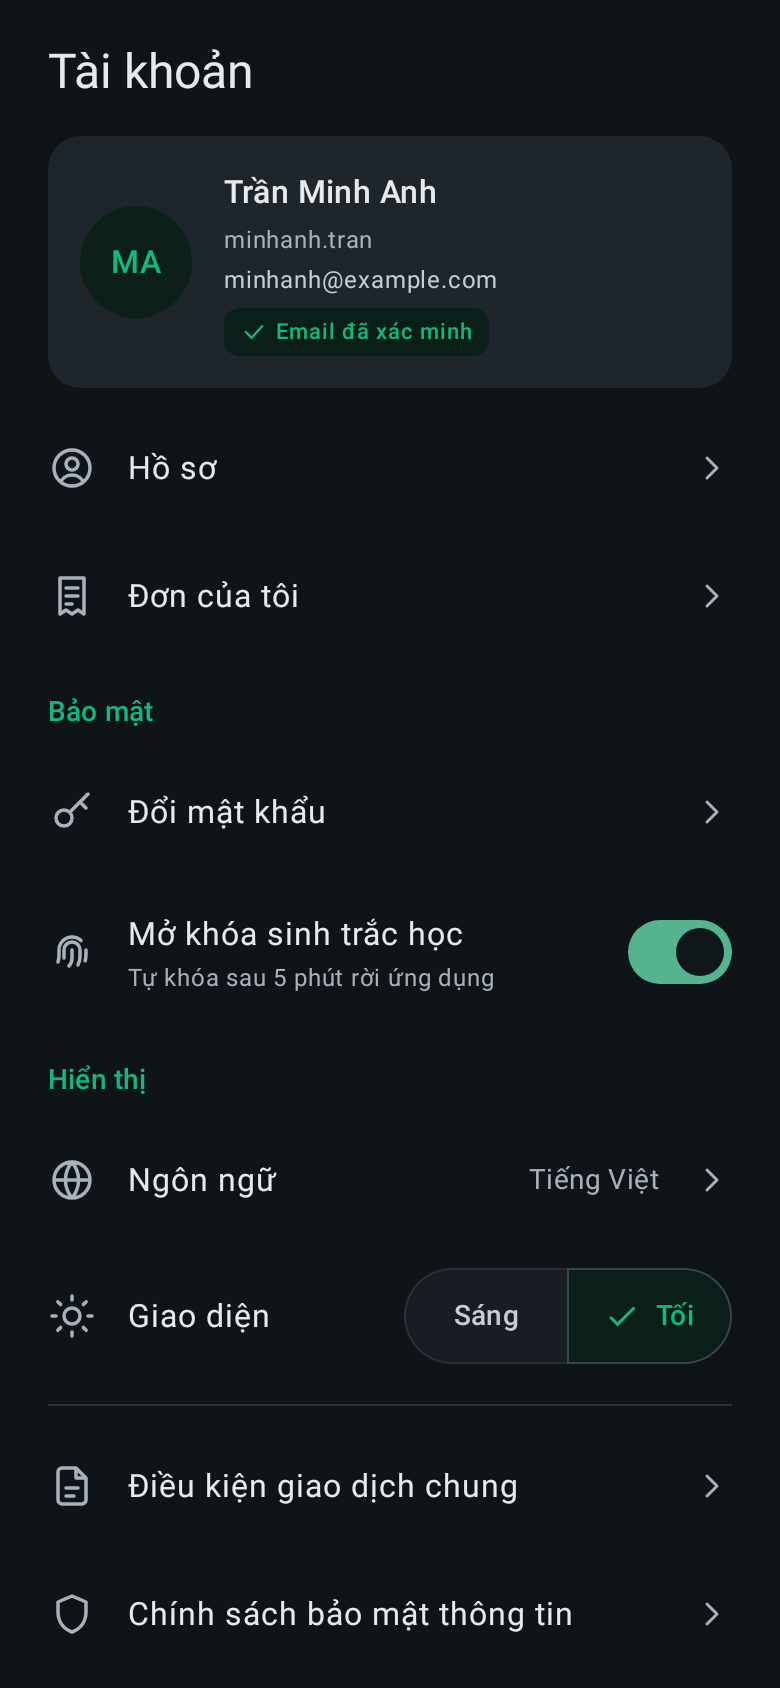 Tài khoản
MA
Trần Minh Anh
minhanh.tran
minhanh@example.com
Email đã xác minh
Hồ sơ
Đơn của tôi
Bảo mật
Đổi mật khẩu
Mở khóa sinh trắc học
Tự khóa sau 5 phút rời ứng dụng
Hiển thị
Ngôn ngữ Tiếng Việt
Giao diện Sáng Tối
Điều kiện giao dịch chung
Chính sách bảo mật thông tin